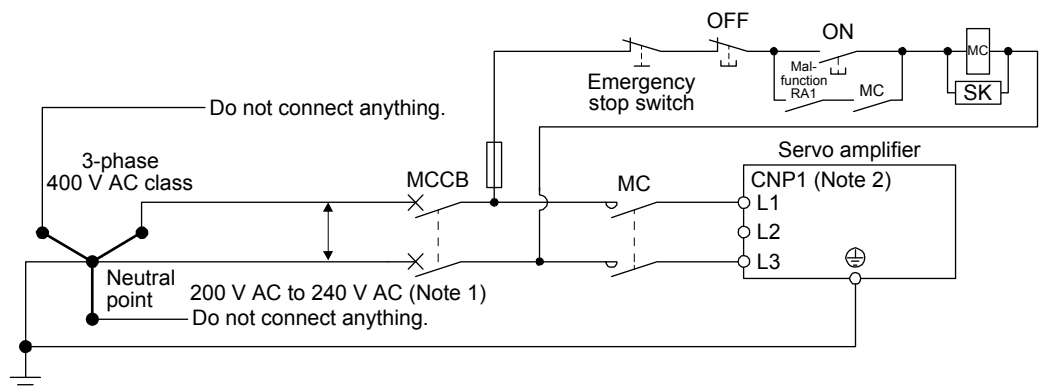 OFF
ON
MC
Mal-
function
RA1
MC
SK
Emergency
stop switch
Do not connect anything.
3-phase
400 V AC class
MCCB
MC
Servo amplifier
CNP1 (Note 2)
L1
L2
L3
Neutral
point
200 V AC to 240 V AC (Note 1)
Do not connect anything.